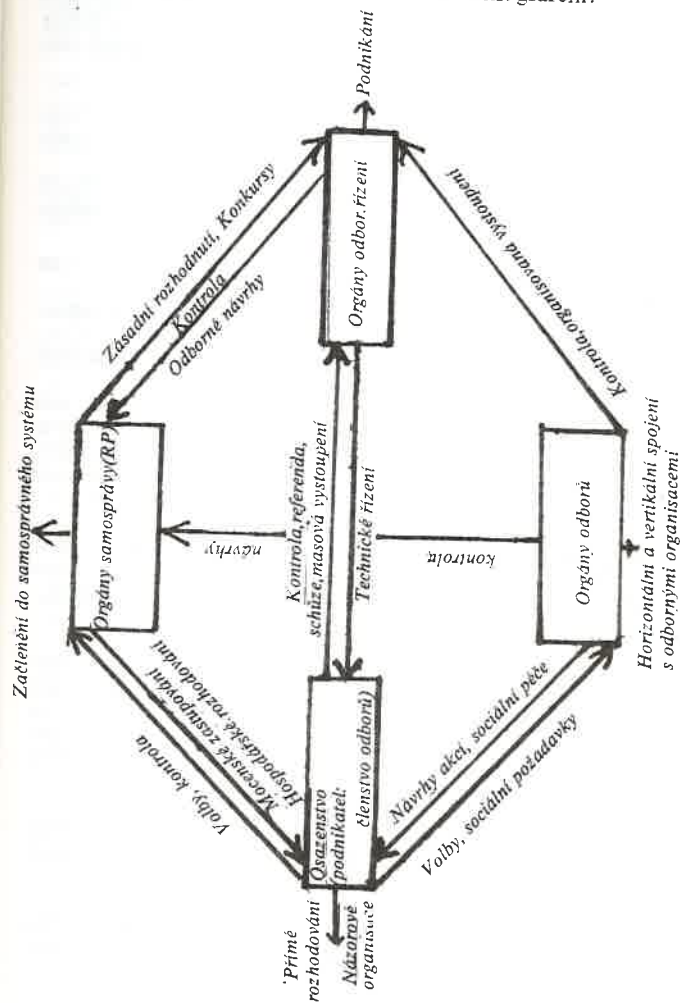 Začlenění do samosprávného systému
Orgány samosprávy(RP)
Volby, kontrola
Mocenské zastupování
Hospodářské rozhodování
Zásadní rozhodnutí, Konkursy
Kontrola
Odborné návrhy
návrhy
Přímé
rozhodování
Názorové
organisace
Osazenstvo
(podnikatel:
členstvo odborů)
Kontrola, referenda,
schůze, masová vystoupení
Technické řízení
Orgány odbor. řízení
Podnikání
kontrola
Návrhy akcí, sociální péče
Volby, sociální požadavky
Kontrola, organisovaná vystoupení
Orgány odborů
Horizontální a vertikální spojení
s odbornými organisacemi